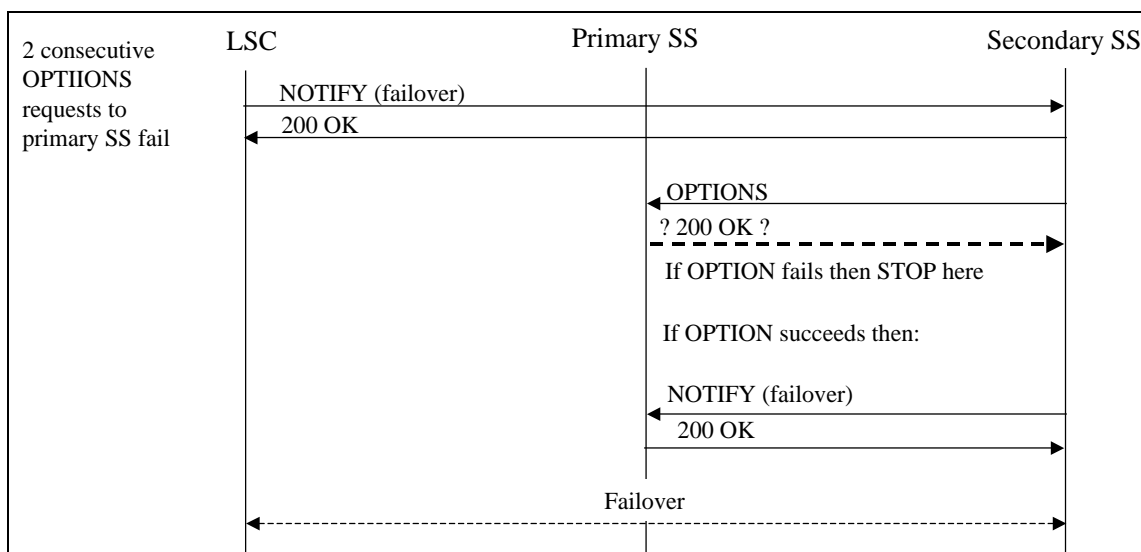 2 consecutive
OPTIIONS
requests to
primary SS fail
LSC
Primary SS
Secondary SS
NOTIFY (failover)
200 OK
OPTIONS
? 200 OK ?
If OPTION fails then STOP here
If OPTION succeeds then:
NOTIFY (failover)
200 OK
Failover